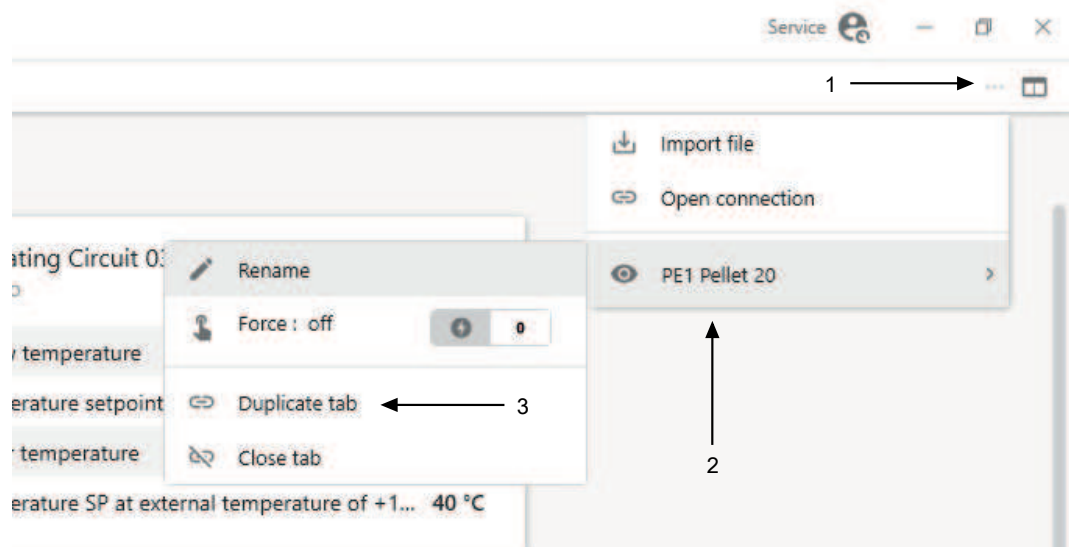 Service
1
Import file
Open connection
PE1 Pellet 20
2
ating Circuit 03
Rename
Force : off 0
temperature
erature setpoint
Duplicate tab
3
temperature
Close tab
erature SP at external temperature of +1... 40 °C